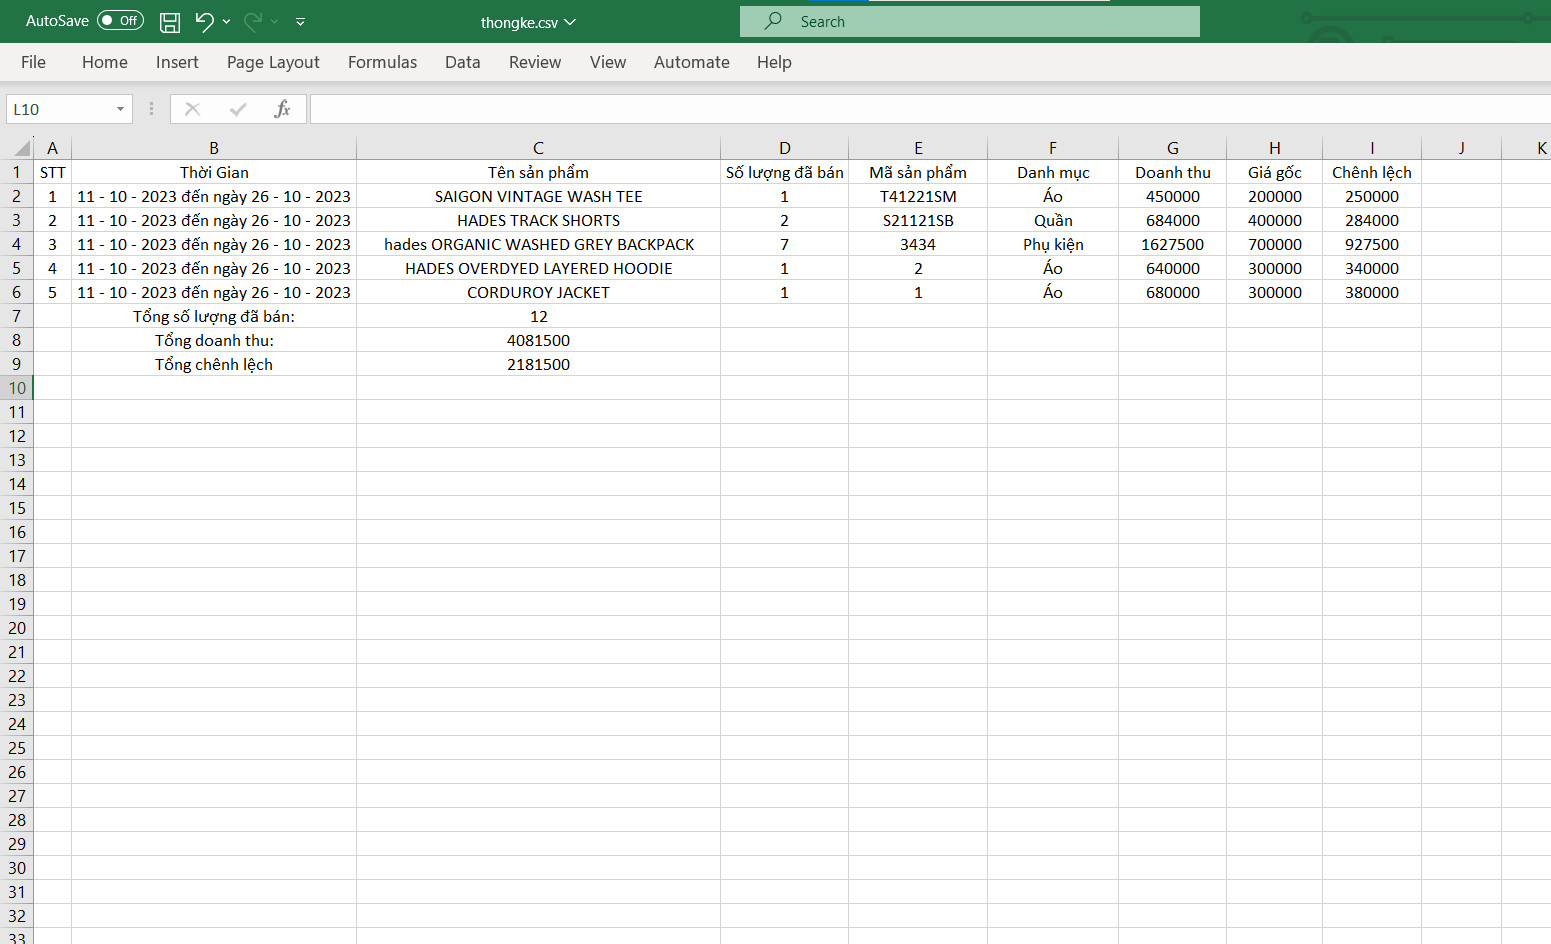 AutoSave Off thongke.csv Search
File Home Insert Page Layout Formulas Data Review View Automate Help
L10 fx
A B C D E F G H I J K
1 STT Thời Gian Tên sản phẩm Số lượng đã bán Mã sản phẩm Danh mục Doanh thu Giá gốc Chênh lệch
2 1 11 - 10 - 2023 đến ngày 26 - 10 - 2023 SAIGON VINTAGE WASH TEE 1 T41221SM Áo 450000 200000 250000
3 2 11 - 10 - 2023 đến ngày 26 - 10 - 2023 HADES TRACK SHORTS 2 S21121SB Quần 684000 400000 284000
4 3 11 - 10 - 2023 đến ngày 26 - 10 - 2023 hades ORGANIC WASHED GREY BACKPACK 7 3434 Phụ kiện 1627500 700000 927500
5 4 11 - 10 - 2023 đến ngày 26 - 10 - 2023 HADES OVERDYED LAYERED HOODIE 1 2 Áo 640000 300000 340000
6 5 11 - 10 - 2023 đến ngày 26 - 10 - 2023 CORDUROY JACKET 1 1 Áo 680000 300000 380000
7 Tổng số lượng đã bán: 12
8 Tổng doanh thu: 4081500
9 Tổng chênh lệch 2181500
10
11
12
13
14
15
16
17
18
19
20
21
22
23
24
25
26
27
28
29
30
31
32
33